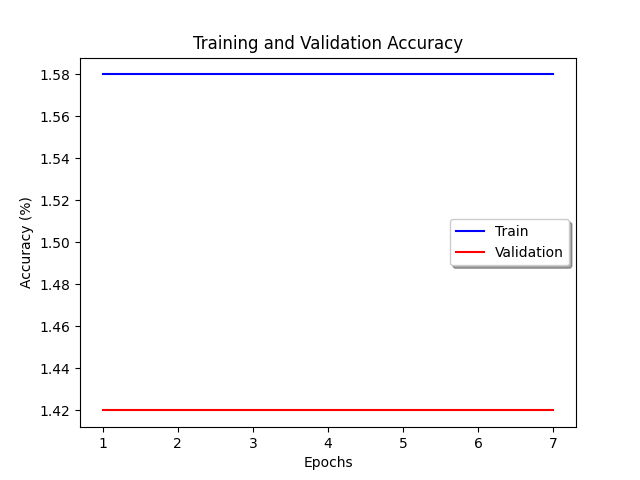 Training and Validation Accuracy
1.58
1.56
1.54
1.52
1.50
1.48
1.46
1.44
1.42
Accuracy (%)
Train
Validation
1 2 3 4 5 6 7
Epochs